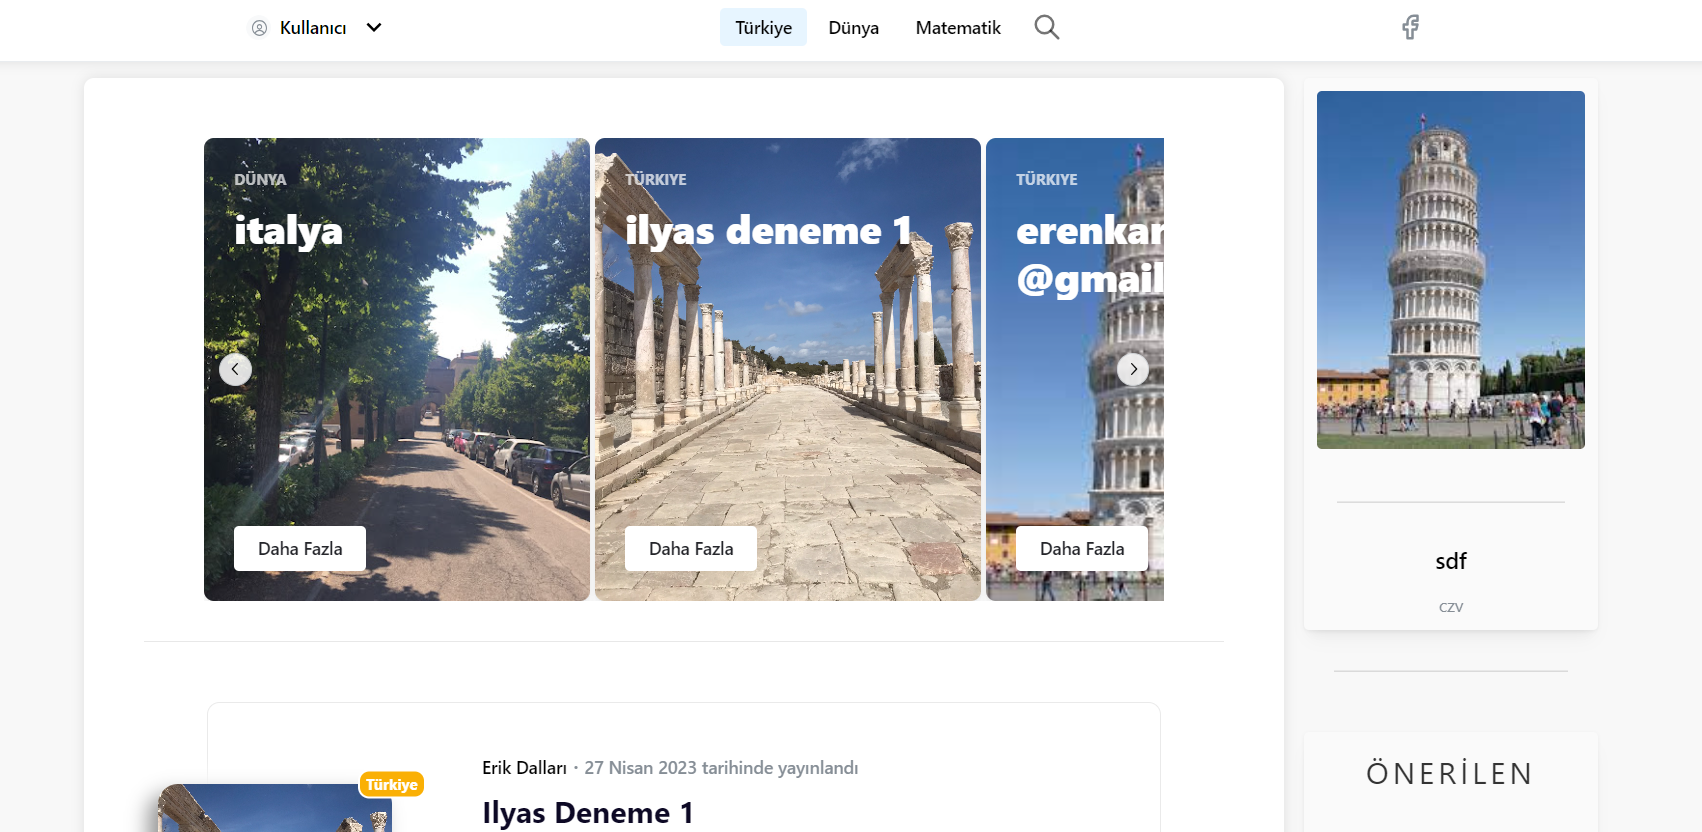 Kullanıcı
Türkiye
Dünya
Matematik
DÜNYA
italya
Daha Fazla
TÜRKIYE
ilyas deneme 1
Daha Fazla
TÜRKIYE
erenkar
@gmail
Daha Fazla
sdf
CZV
Türkiye
Erik Dalları · 27 Nisan 2023 tarihinde yayınlandı
Ilyas Deneme 1
ÖNERİLEN